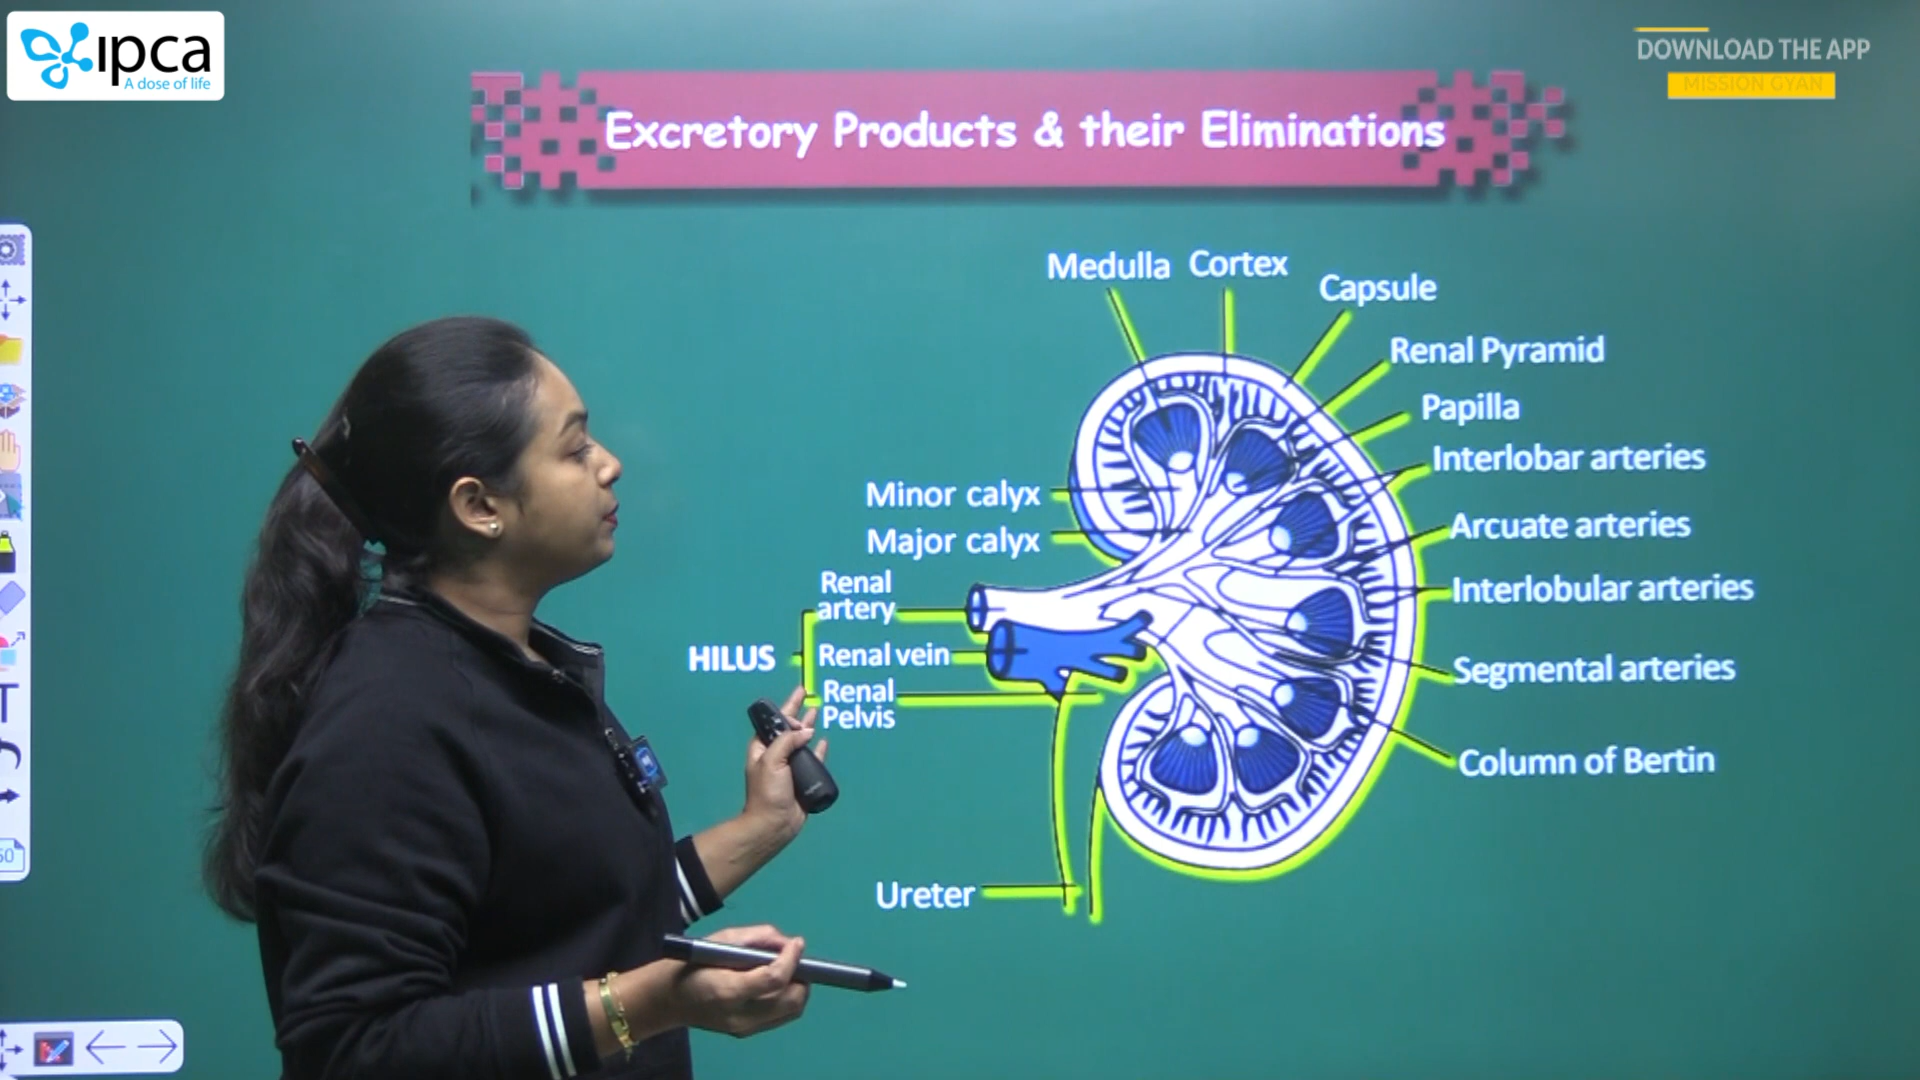 ipca
A dose of life
DOWNLOAD THE APP
MISSION GYAN
Excretory Products & their Eliminations
Medulla
Cortex
Capsule
Renal Pyramid
Papilla
Interlobar arteries
Minor calyx
Arcuate arteries
Major calyx
Renal
artery
Interlobular arteries
HILUS
Renal vein
Segmental arteries
Renal
Pelvis
Column of Bertin
Ureter